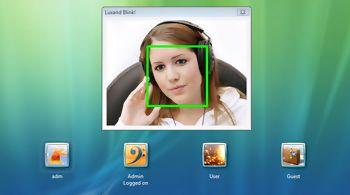 Luxand Blink!
adm
Admin
User
Guest
Logged on